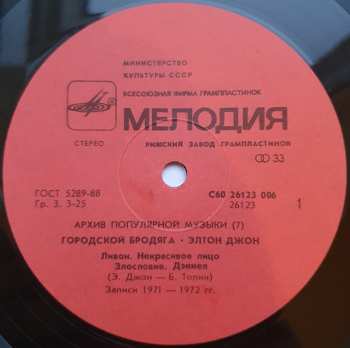 МИНИСТЕРСТВО
КУЛЬТУРЫ СССР
ВСЕСОЮЗНАЯ ФИРМА ГРАМПЛАСТИНОК
МЕЛОДИЯ
СТЕРЕО
РИЖСКИЙ ЗАВОД ГРАМПЛАСТИНОК
33
ГОСТ 5289-88
С60 26123 006
Гр. 3. 3-25
26123
1
АРХИВ ПОПУЛЯРНОЙ МУЗЫКИ (7)
ГОРОДСКОЙ БРОДЯГА · ЭЛТОН ДЖОН
Ливан. Некрасивое лицо
Злословие. Дэниел
(Э. Джон — Б. Топин)
Записи 1971 — 1972 гг.